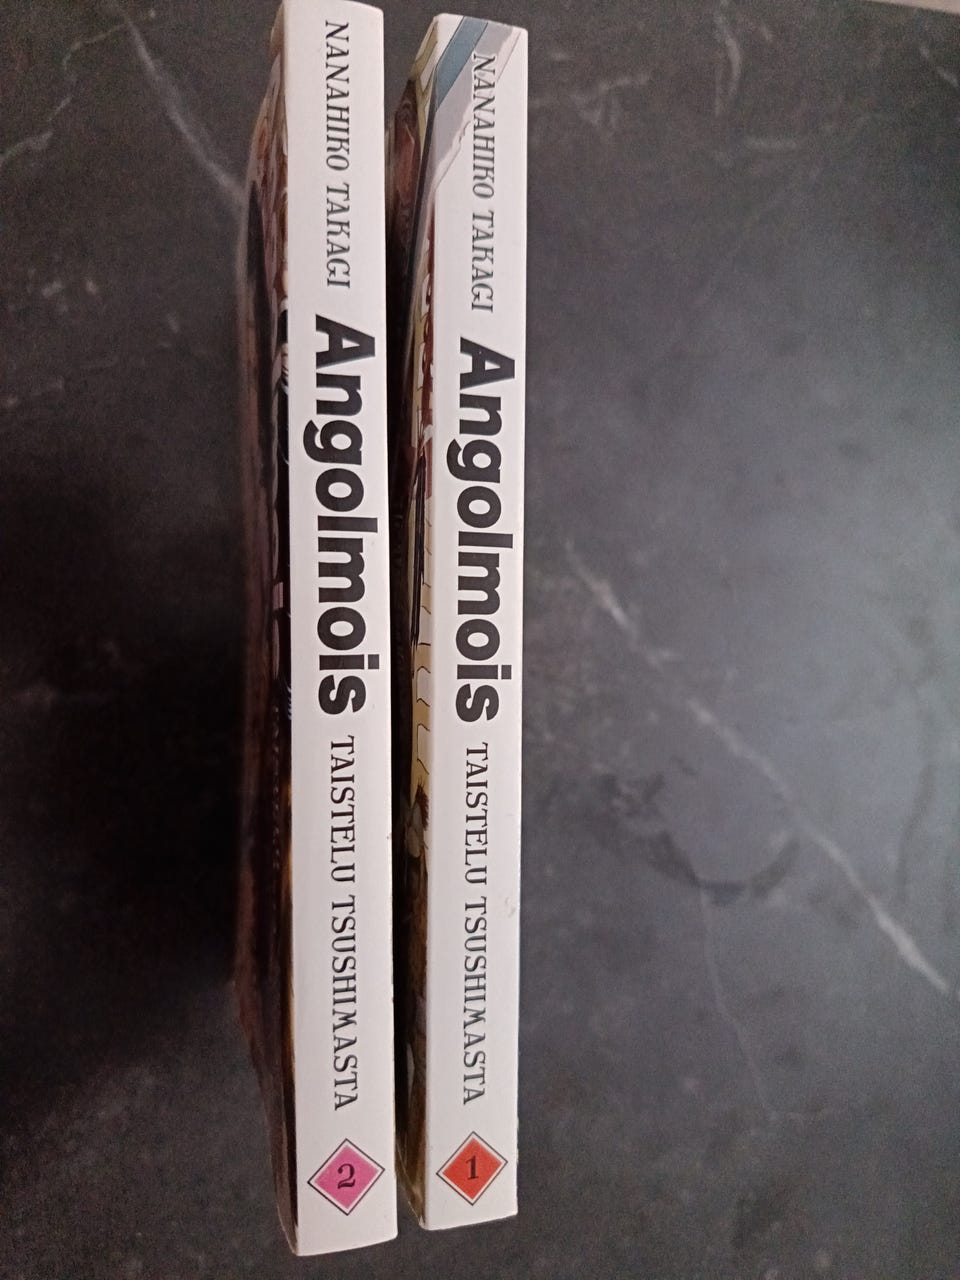 NANAHIKO TAKAGI Angolmois TAISTELU TSUSHIMASTA 1
NANAHIKO TAKAGI Angolmois TAISTELU TSUSHIMASTA 2